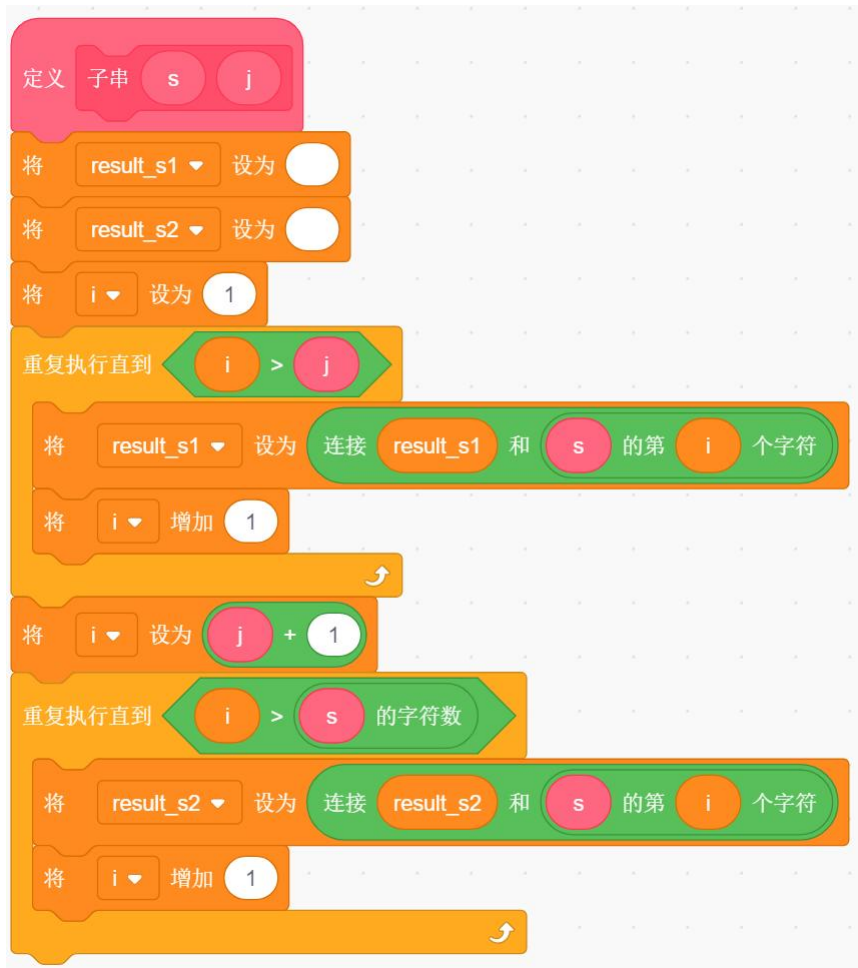 定义 子串 s j
将 result_s1 设为
将 result_s2 设为
将 i 设为 1
重复执行直到 i > j
将 result_s1 设为 连接 result_s1 和 s 的第 i 个字符
将 i 增加 1
将 i 设为 j + 1
重复执行直到 i > s 的字符数
将 result_s2 设为 连接 result_s2 和 s 的第 i 个字符
将 i 增加 1